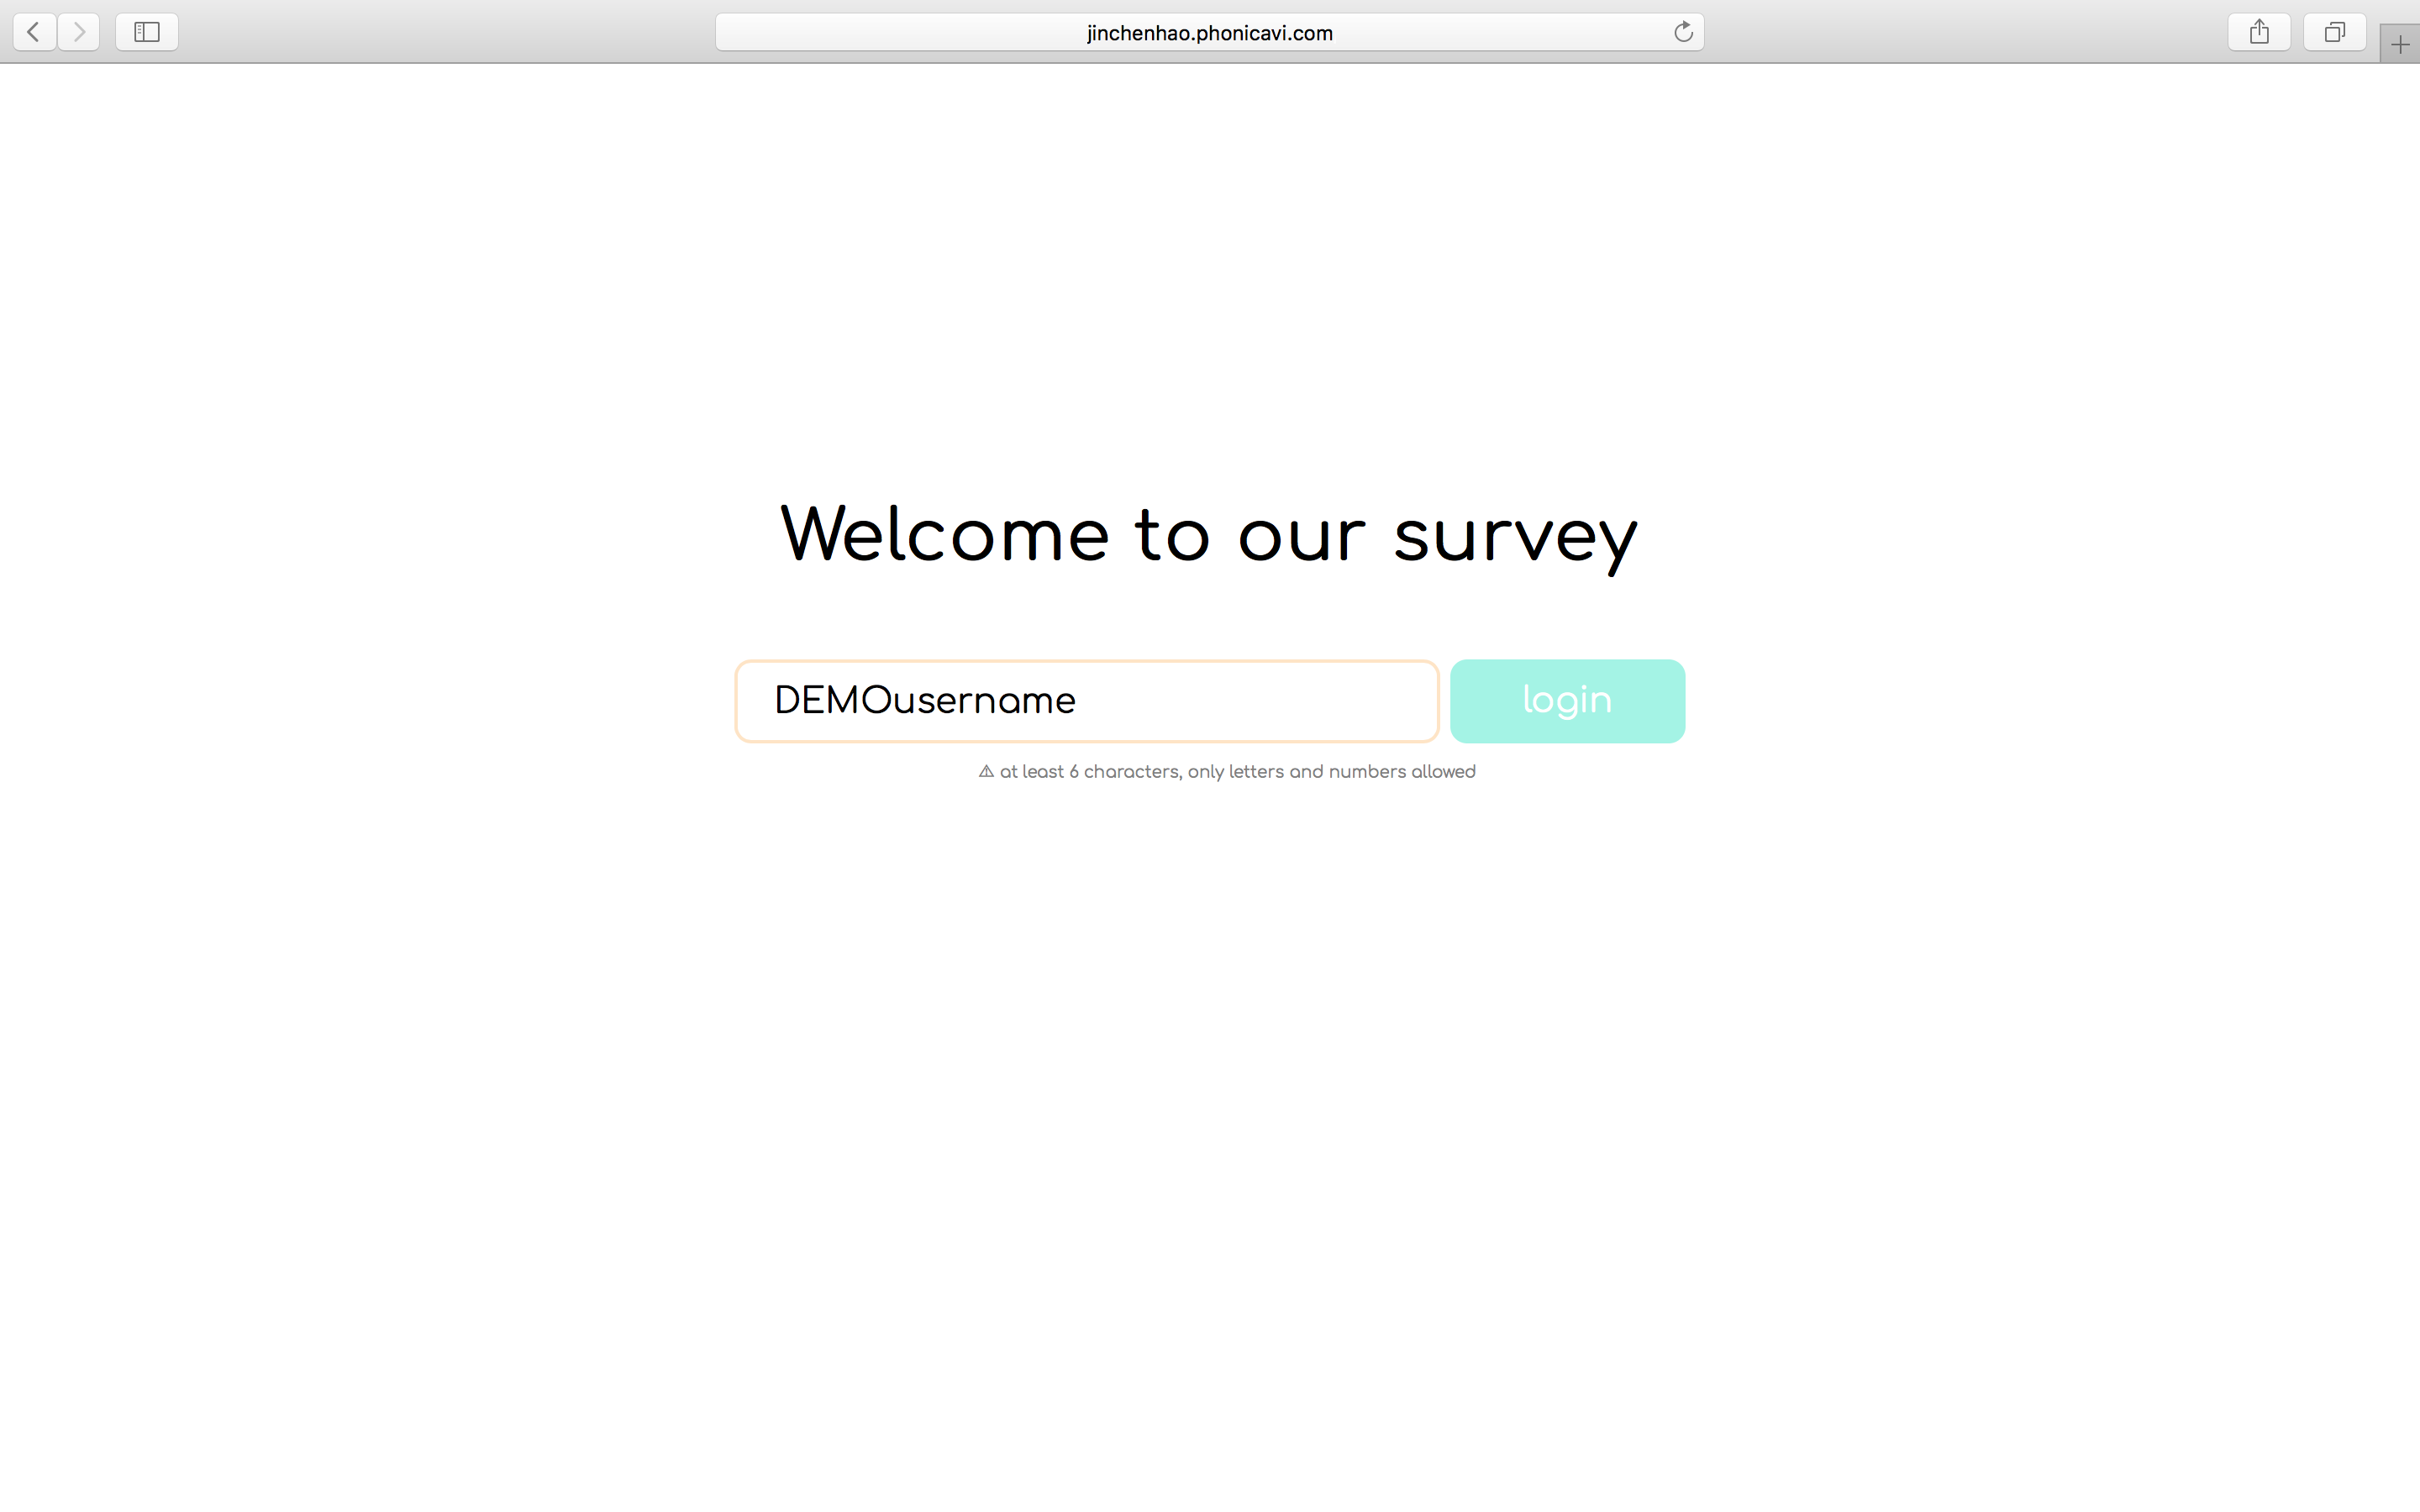 jinchenhao.phonicavi.com
Welcome to our survey
DEMOusername
login
⚠ at least 6 characters, only letters and numbers allowed